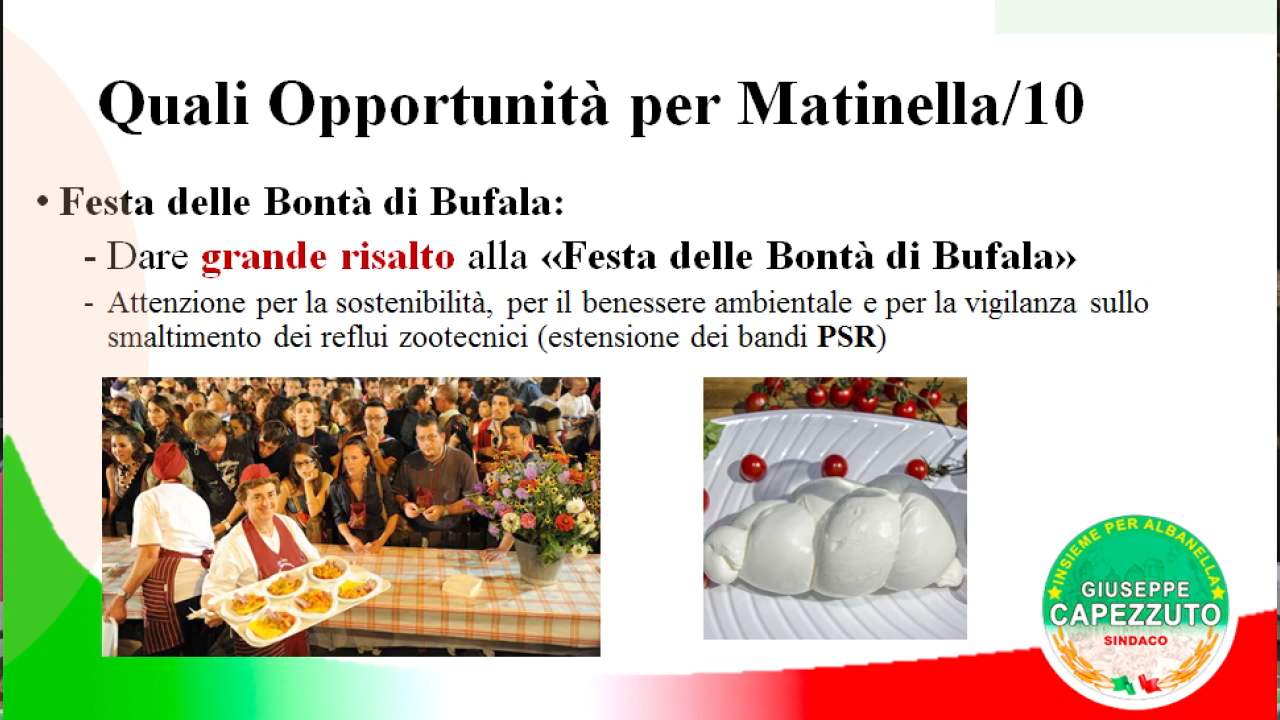 Quali Opportunità per Matinella/10
• Festa delle Bontà di Bufala:
- Dare grande risalto alla «Festa delle Bontà di Bufala»
- Attenzione per la sostenibilità, per il benessere ambientale e per la vigilanza sullo
smaltimento dei reflui zootecnici (estensione dei bandi PSR)
INSIEME PER ALBANELLA
GIUSEPPE
CAPEZZUTO
SINDACO